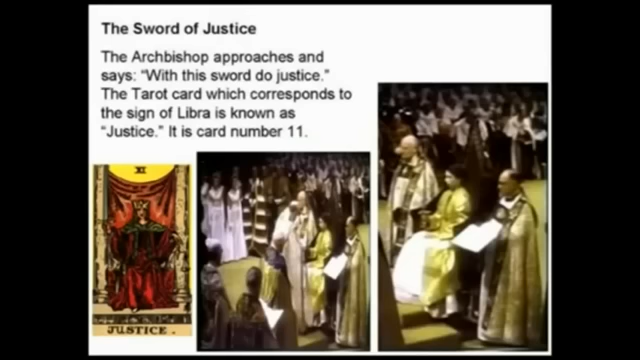 The Sword of Justice
The Archbishop approaches and
says: “With this sword do justice.”
The Tarot card which corresponds to
the sign of Libra is known as
“Justice.” It is card number 11.
XI
JUSTICE .